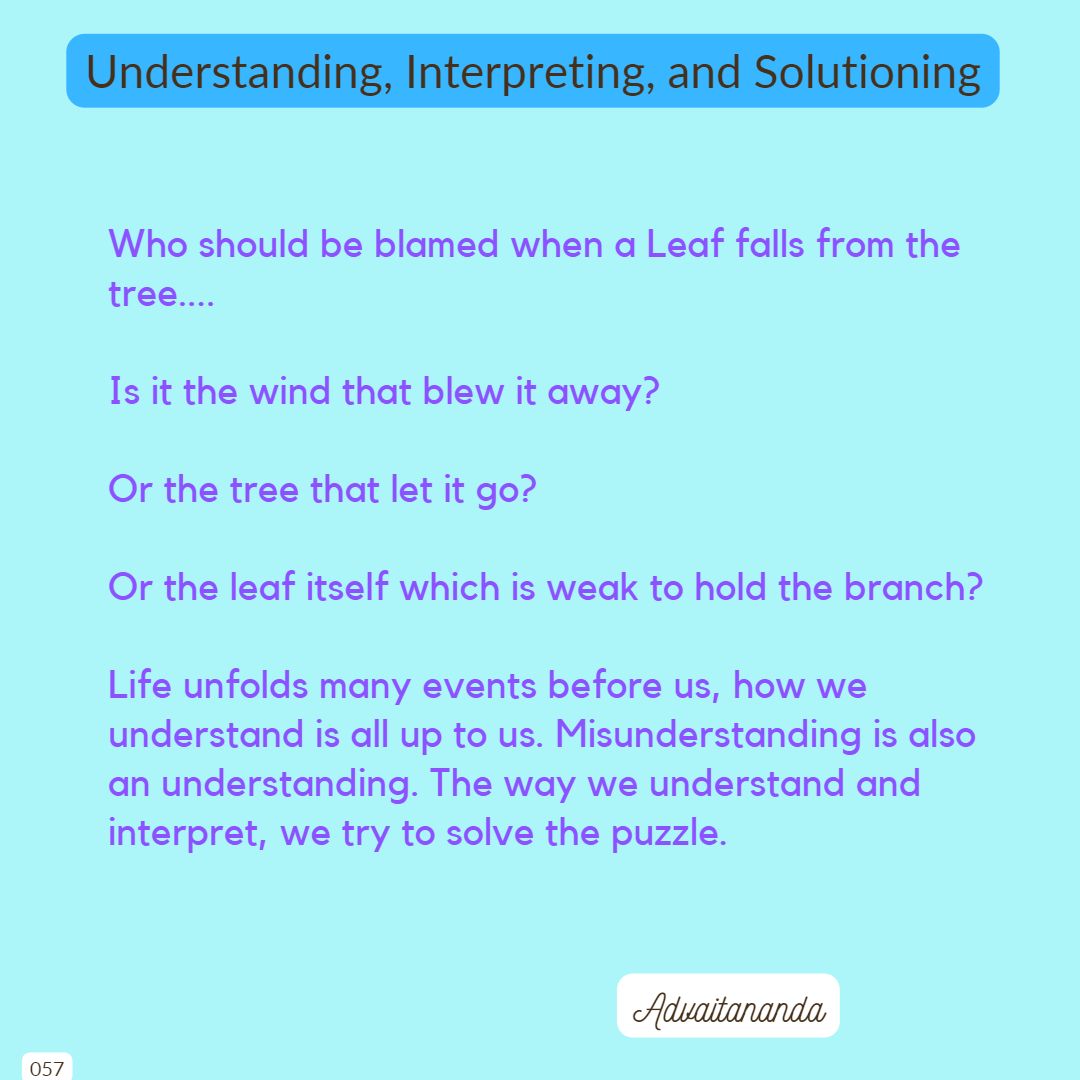 Understanding, Interpreting, and Solutioning
Who should be blamed when a Leaf falls from the
tree....
Is it the wind that blew it away?
Or the tree that let it go?
Or the leaf itself which is weak to hold the branch?
Life unfolds many events before us, how we
understand is all up to us. Misunderstanding is also
an understanding. The way we understand and
interpret, we try to solve the puzzle.
Advaitananda
057